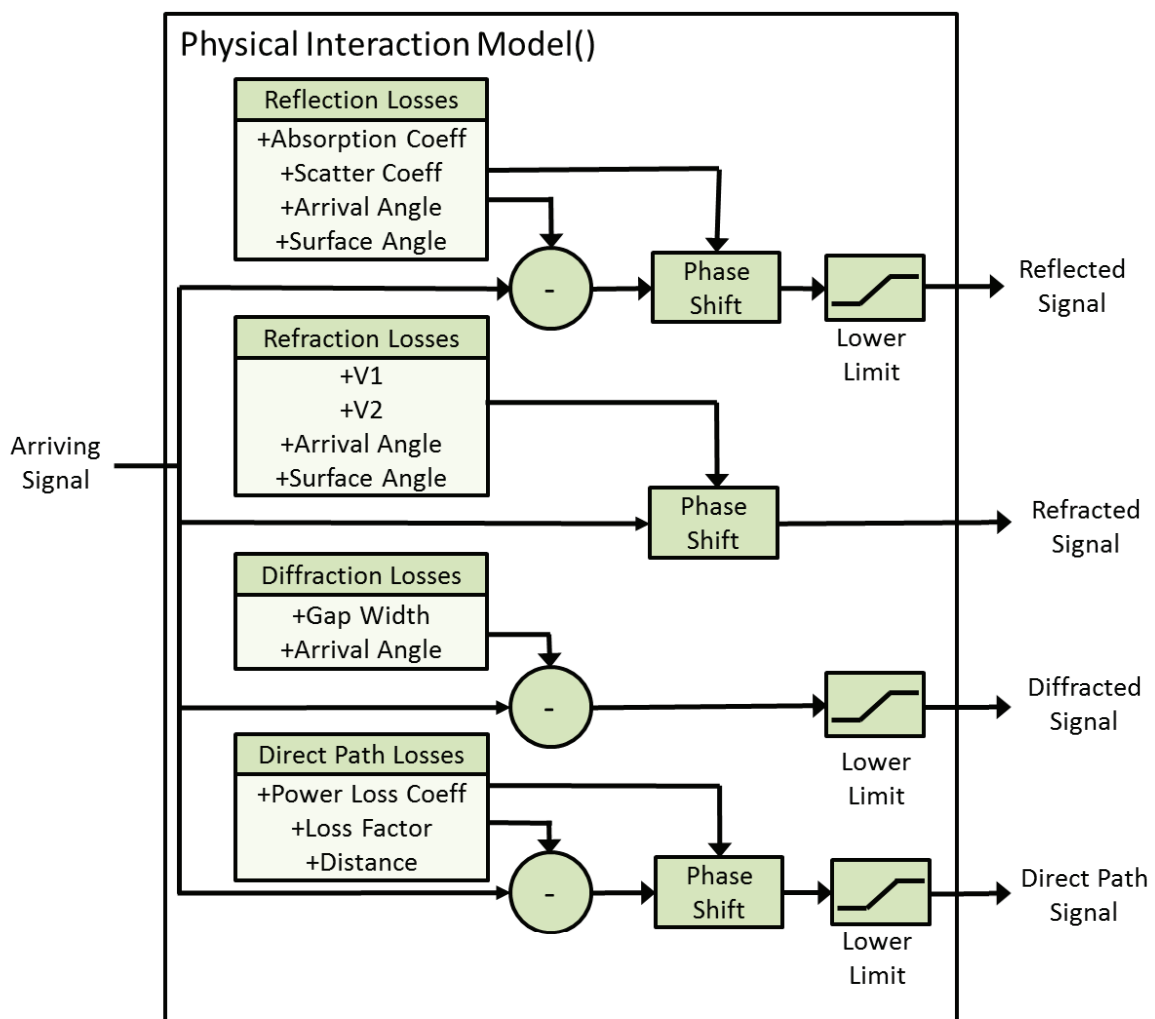 Physical Interaction Model()
Reflection Losses
+Absorption Coeff
+Scatter Coeff
+Arrival Angle
+Surface Angle
-
Phase
Shift
Lower
Limit
Reflected
Signal
Refraction Losses
+V1
+V2
+Arrival Angle
+Surface Angle
Arriving
Signal
Phase
Shift
Refracted
Signal
Diffraction Losses
+Gap Width
+Arrival Angle
-
Lower
Limit
Diffracted
Signal
Direct Path Losses
+Power Loss Coeff
+Loss Factor
+Distance
-
Phase
Shift
Lower
Limit
Direct Path
Signal